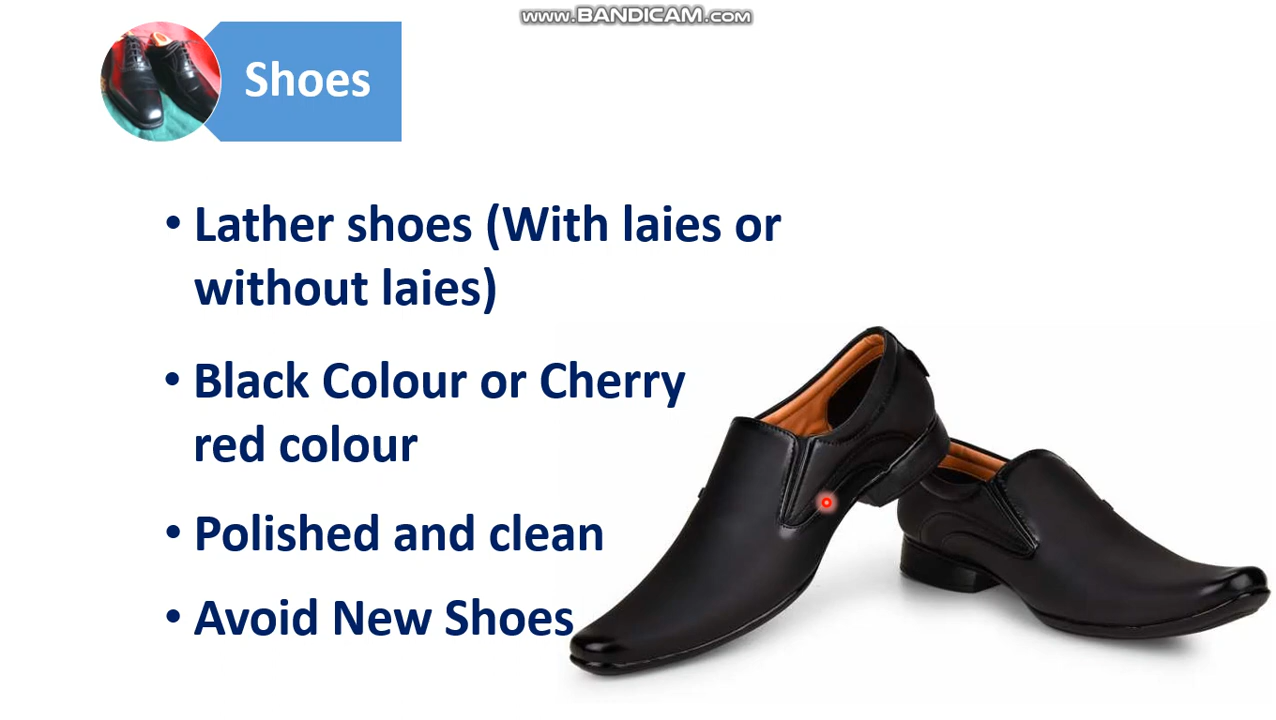 www.BANDICAM.com
Shoes
• Lather shoes (With laies or
without laies)
• Black Colour or Cherry
red colour
• Polished and clean
• Avoid New Shoes